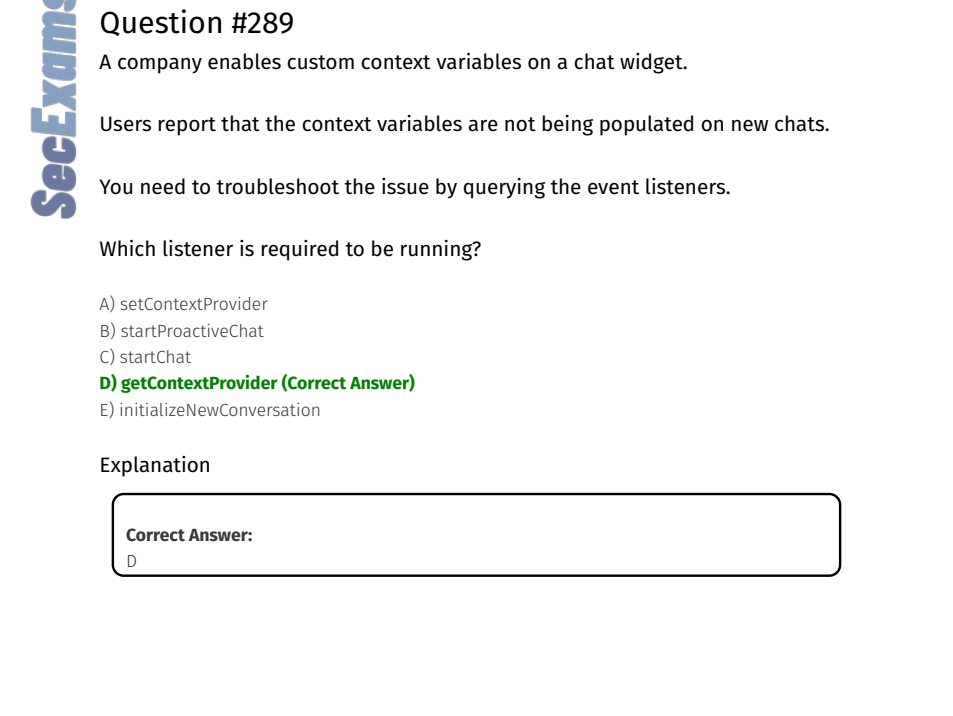 SecExams
Question #289
A company enables custom context variables on a chat widget.
Users report that the context variables are not being populated on new chats.
You need to troubleshoot the issue by querying the event listeners.
Which listener is required to be running?
A) setContextProvider
B) startProactiveChat
C) startChat
D) getContextProvider (Correct Answer)
E) initializeNewConversation
Explanation
Correct Answer:
D